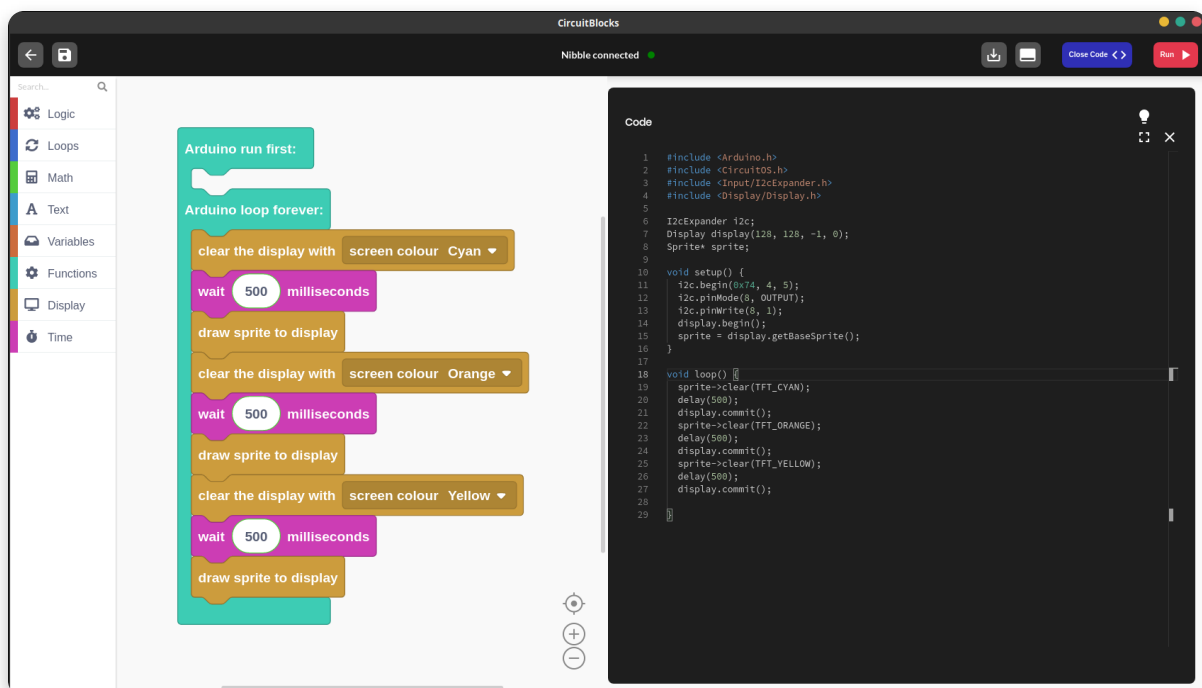 CircuitBlocks
Nibble connected
Close Code <>
Run
Search...
Logic
Loops
Math
Text
Variables
Functions
Display
Time
Arduino run first:
Arduino loop forever:
clear the display with screen colour Cyan
wait 500 milliseconds
draw sprite to display
clear the display with screen colour Orange
wait 500 milliseconds
draw sprite to display
clear the display with screen colour Yellow
wait 500 milliseconds
draw sprite to display
Code
1 #include <Arduino.h>
2 #include <CircuitOS.h>
3 #include <Input/I2cExpander.h>
4 #include <Display/Display.h>
5
6 I2cExpander i2c;
7 Display display(128, 128, -1, 0);
8 Sprite* sprite;
9
10 void setup() {
11 i2c.begin(0x74, 4, 5);
12 i2c.pinMode(8, OUTPUT);
13 i2c.pinWrite(8, 1);
14 display.begin();
15 sprite = display.getBaseSprite();
16 }
17
18 void loop() {
19 sprite->clear(TFT_CYAN);
20 delay(500);
21 display.commit();
22 sprite->clear(TFT_ORANGE);
23 delay(500);
24 display.commit();
25 sprite->clear(TFT_YELLOW);
26 delay(500);
27 display.commit();
28
29 }